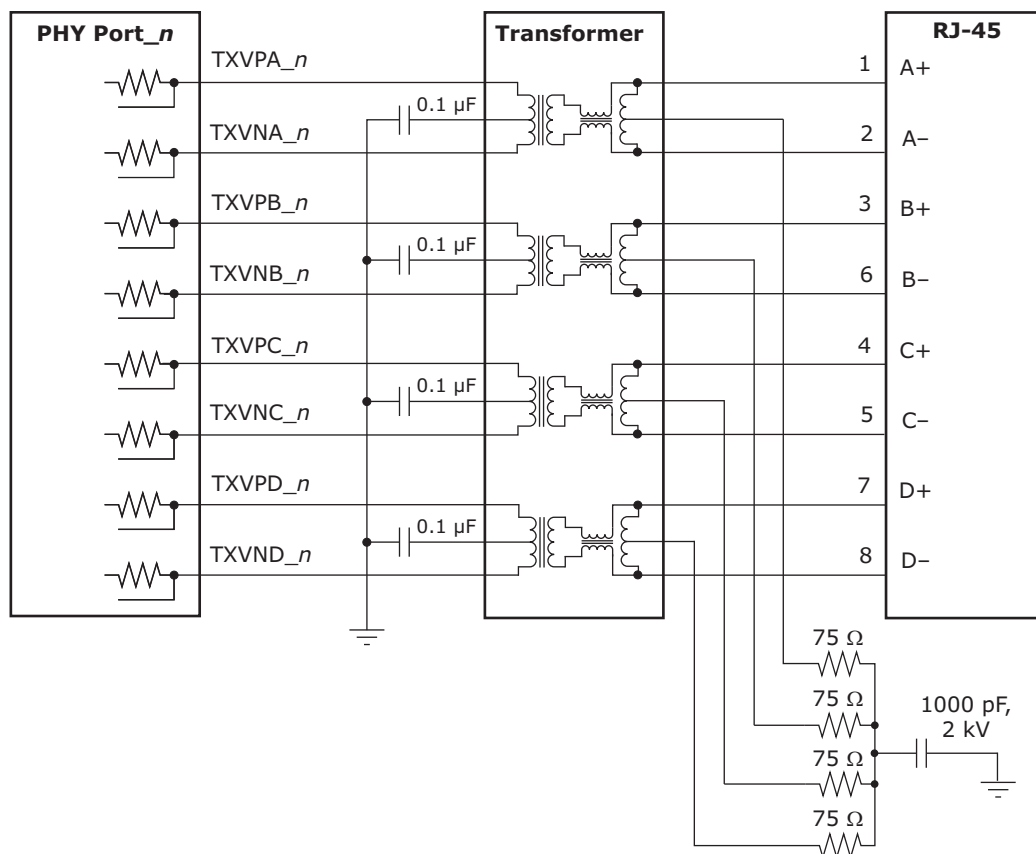 PHY Port_n
Transformer
RJ-45
TXVPA_n
0.1 µF
TXVNA_n
1
A+
2
A–
TXVPB_n
0.1 µF
TXVNB_n
3
B+
6
B–
TXVPC_n
0.1 µF
TXVNC_n
4
C+
5
C–
TXVPD_n
0.1 µF
TXVND_n
7
D+
8
D–
75 Ω
75 Ω
75 Ω
75 Ω
1000 pF,
2 kV